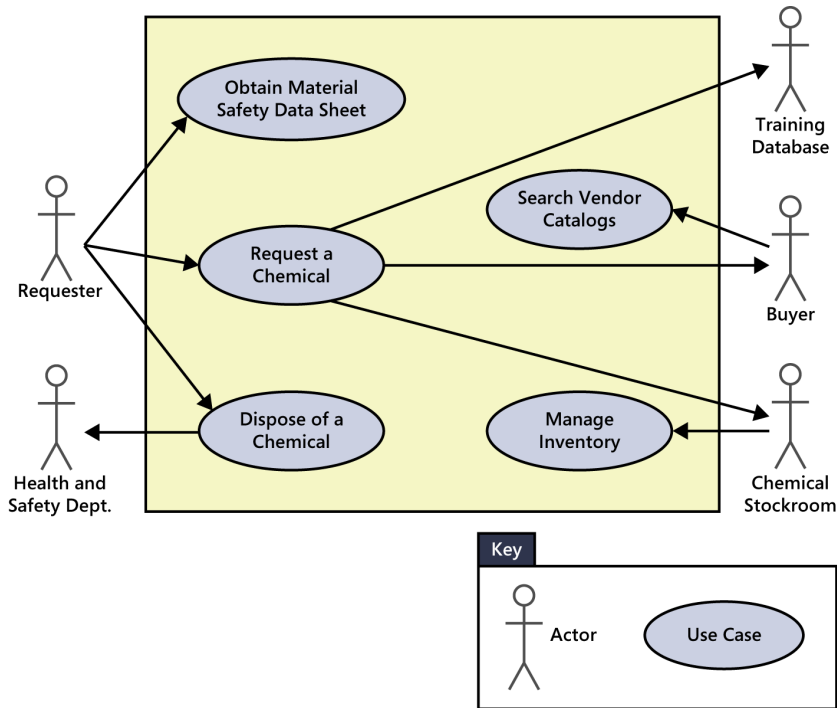 Obtain Material
Safety Data Sheet
Training
Database
Search Vendor
Catalogs
Request a
Chemical
Requester
Buyer
Dispose of a
Chemical
Manage
Inventory
Health and
Safety Dept.
Chemical
Stockroom
Key
Actor
Use Case